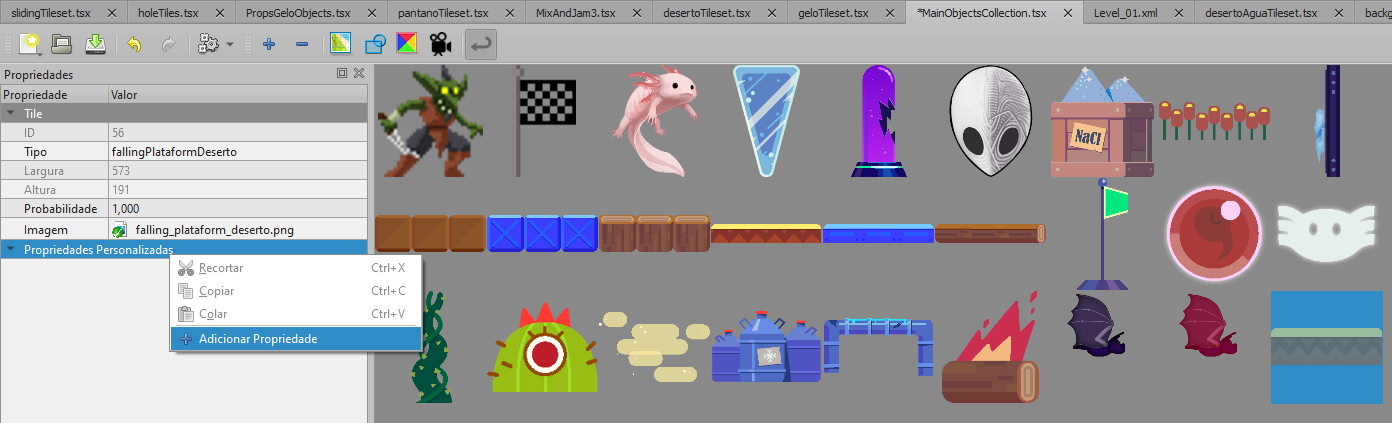 slidingTileset.tsx holeTiles.tsx PropsGeloObjects.tsx pantanoTileset.tsx MixAndJam3.tsx desertoTileset.tsx geloTileset.tsx *MainObjectsCollection.tsx Level_01.xml desertoAguaTileset.tsx backg
Propriedades
Propriedade Valor
Tile
ID 56
Tipo fallingPlataformDeserto
Largura 573
Altura 191
Probabilidade 1,000
Imagem falling_plataform_deserto.png
Propriedades Personalizadas
Recortar Ctrl+X
Copiar Ctrl+C
Colar Ctrl+V
Adicionar Propriedade
NaCl